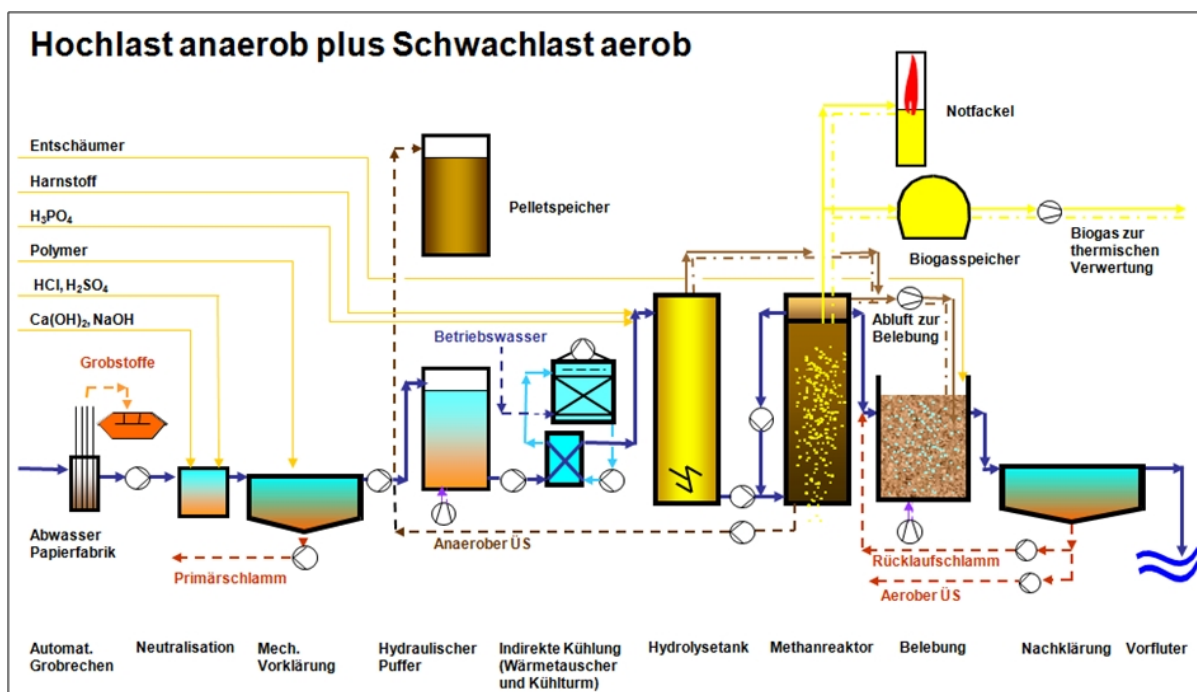 Hochlast anaerob plus Schwachlast aerob
Notfackel
Entschäumer
Harnstoff
H₃PO₄
Polymer
HCl, H₂SO₄
Ca(OH)₂, NaOH
Pelletspeicher
Biogasspeicher
Biogas zur
thermischen
Verwertung
Betriebswasser
Abluft zur
Belebung
Grobstoffe
Abwasser
Papierfabrik
Primärschlamm
Anaerober ÜS
Rücklaufschlamm
Aerober ÜS
Automat.
Grobrechen
Neutralisation
Mech.
Vorklärung
Hydraulischer
Puffer
Indirekte Kühlung
(Wärmetauscher
und Kühlturm)
Hydrolysetank
Methanreaktor
Belebung
Nachklärung
Vorfluter